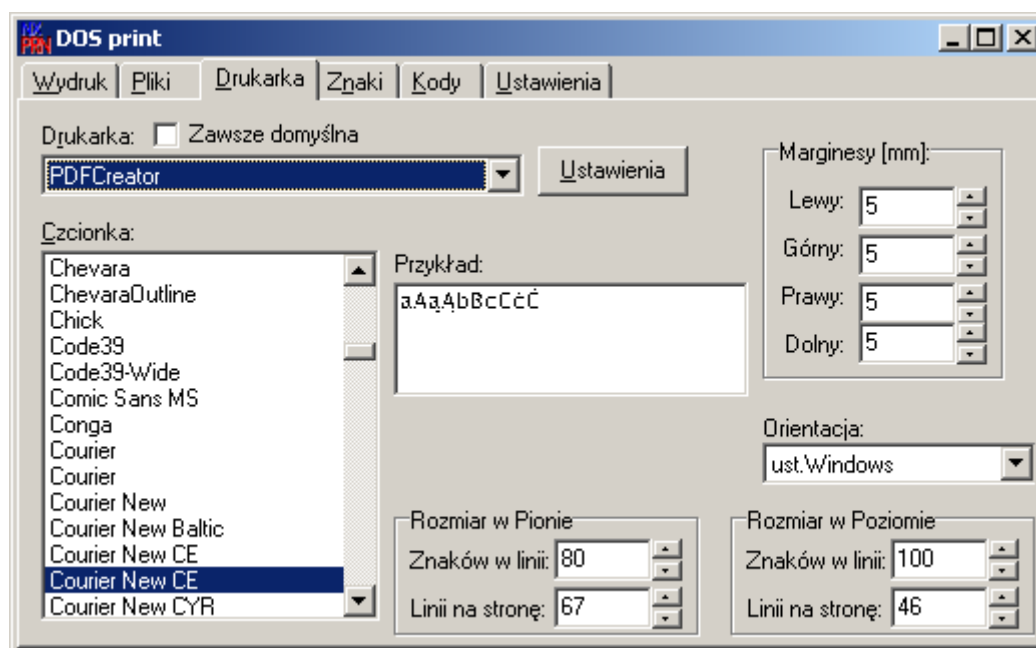 DOS print
Wydruk Pliki Drukarka Znaki Kody Ustawienia
Drukarka: Zawsze domyślna
PDFCreator
Ustawienia
Marginesy [mm]:
Lewy: 5
Górny: 5
Prawy: 5
Dolny: 5
Czcionka:
Chevara
ChevaraOutline
Chick
Code39
Code39-Wide
Comic Sans MS
Conga
Courier
Courier
Courier New
Courier New Baltic
Courier New CE
Courier New CE
Courier New CYR
Przykład:
aAąĄbBcCćĆ
Orientacja:
ust.Windows
Rozmiar w Pionie
Znaków w linii: 80
Linii na stronę: 67
Rozmiar w Poziomie
Znaków w linii: 100
Linii na stronę: 46